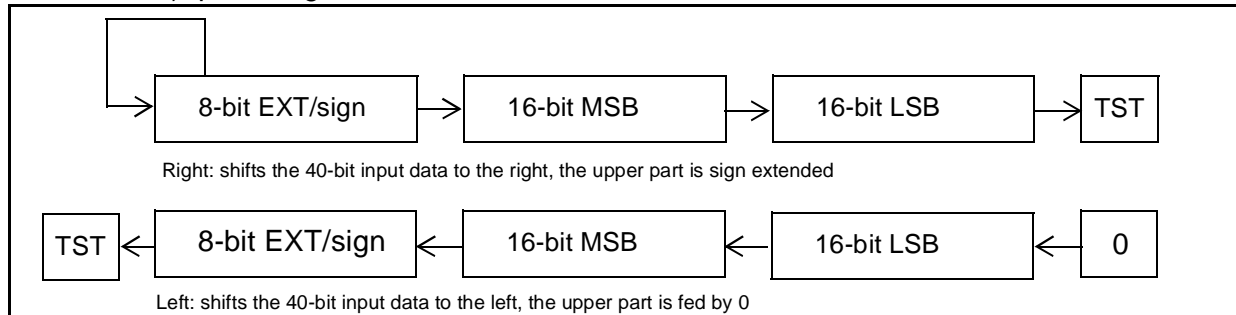 8-bit EXT/sign 16-bit MSB 16-bit LSB TST
Right: shifts the 40-bit input data to the right, the upper part is sign extended
TST 8-bit EXT/sign 16-bit MSB 16-bit LSB 0
Left: shifts the 40-bit input data to the left, the upper part is fed by 0